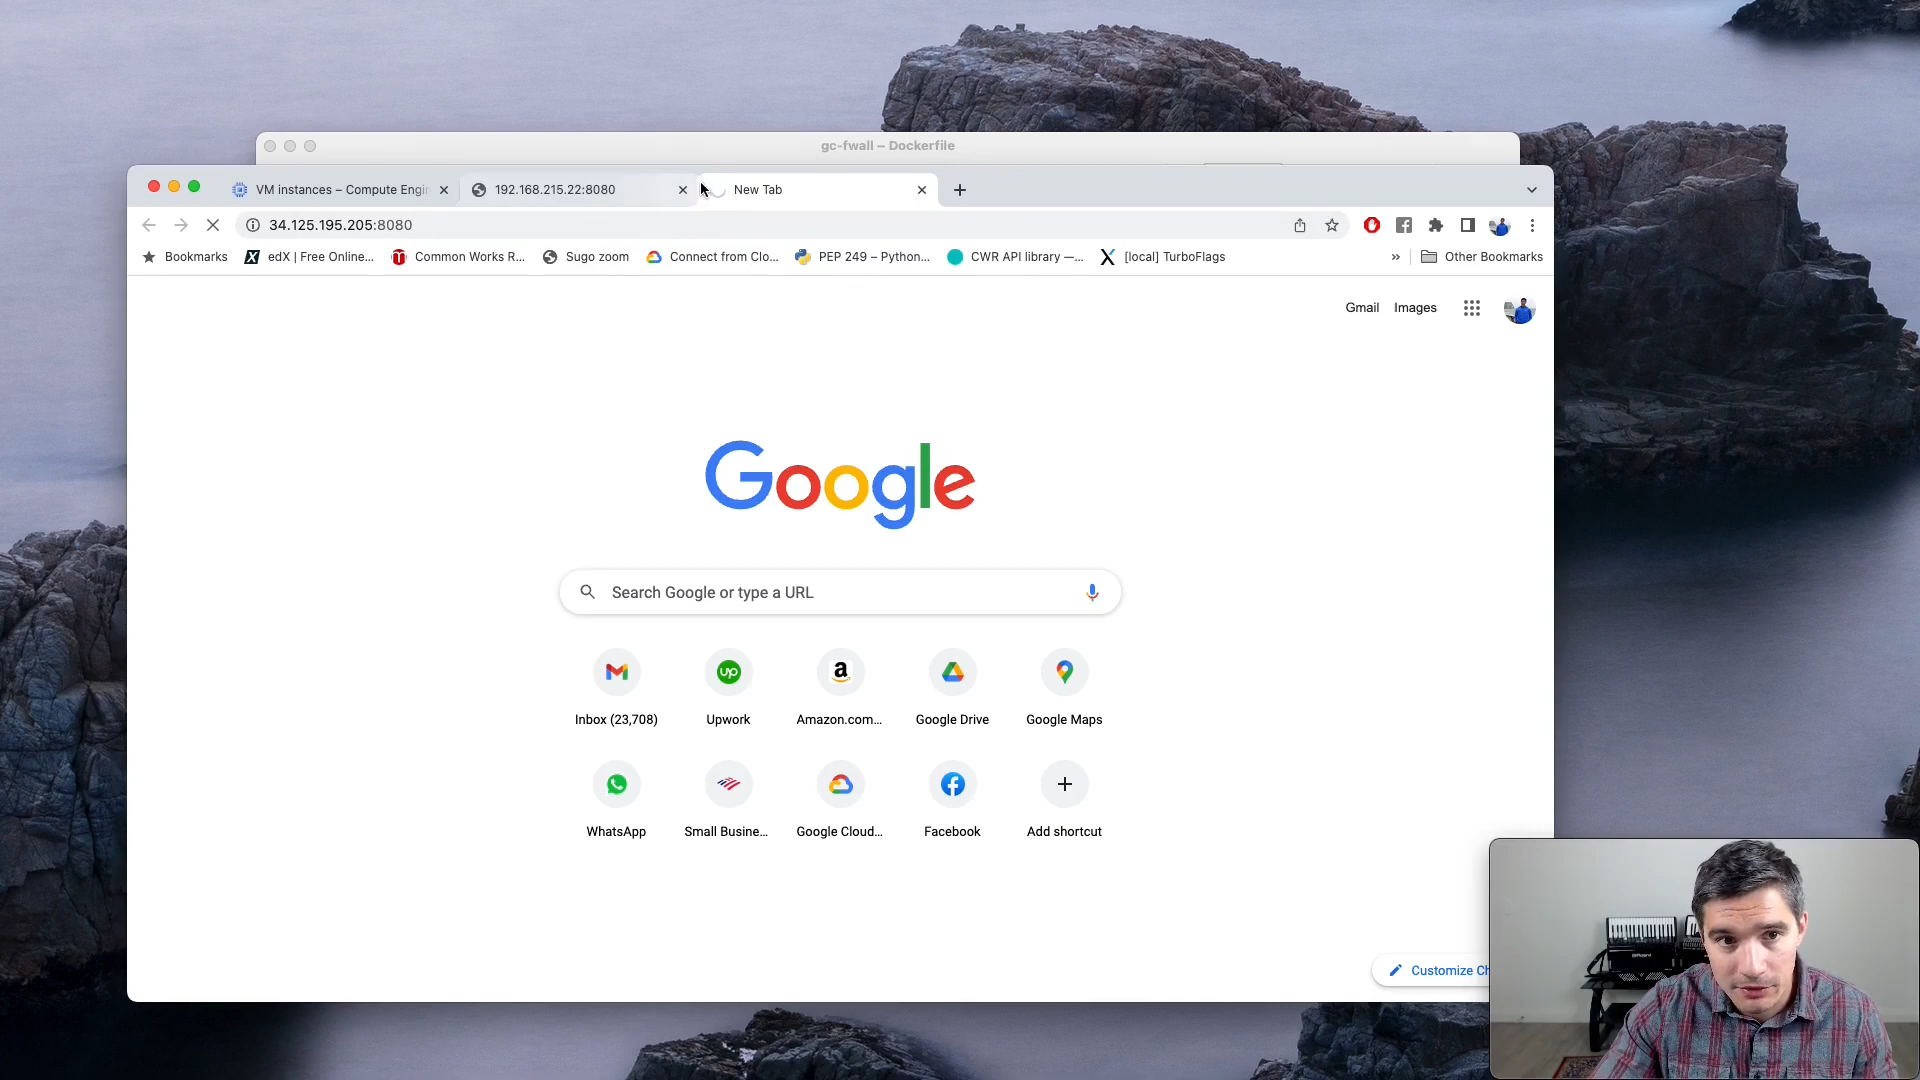 gc-fwall – Dockerfile
VM instances – Compute Engin
192.168.215.22:8080
New Tab
34.125.195.205:8080
Bookmarks
edX | Free Online...
Common Works R...
Sugo zoom
Connect from Clo...
PEP 249 – Python...
CWR API library —...
[local] TurboFlags
»
Other Bookmarks
Gmail Images
Google
Search Google or type a URL
up
a
Inbox (23,708) Upwork Amazon.com... Google Drive Google Maps
WhatsApp Small Busine... Google Cloud... Facebook Add shortcut
Customize Ch